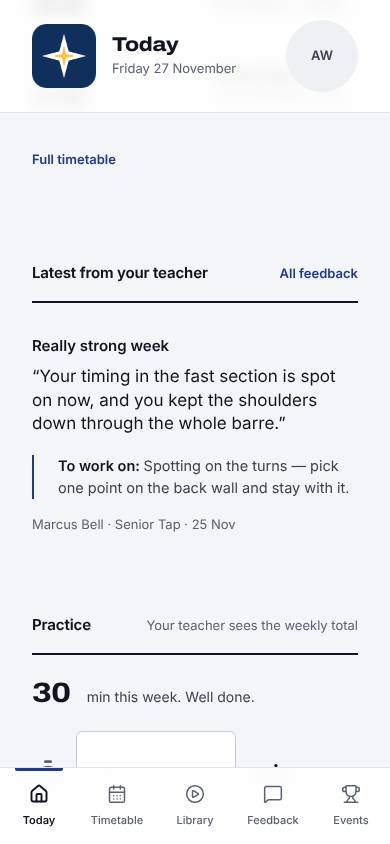 Today
Friday 27 November
AW
Full timetable
Latest from your teacher
All feedback
Really strong week
“Your timing in the fast section is spot
on now, and you kept the shoulders
down through the whole barre.”
To work on: Spotting on the turns — pick
one point on the back wall and stay with it.
Marcus Bell · Senior Tap · 25 Nov
Practice
Your teacher sees the weekly total
30 min this week. Well done.
Today
Timetable
Library
Feedback
Events